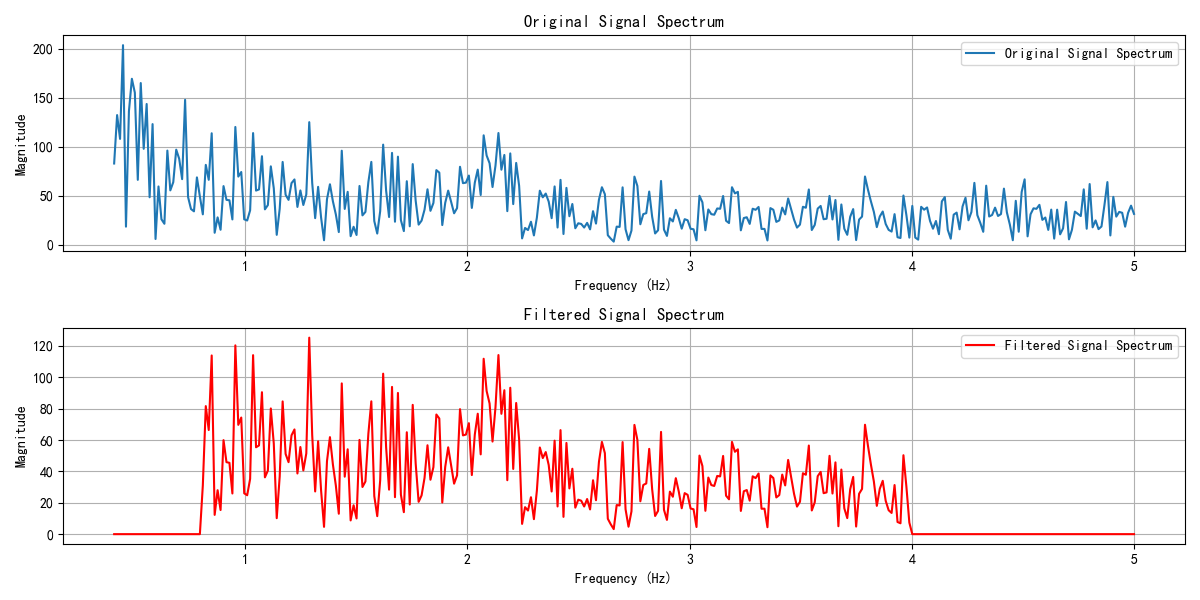 Original Signal Spectrum
200
150
100
50
0
Magnitude
Original Signal Spectrum
1
2
3
4
5
Frequency (Hz)
Filtered Signal Spectrum
120
100
80
60
40
20
0
Magnitude
Filtered Signal Spectrum
1
2
3
4
5
Frequency (Hz)